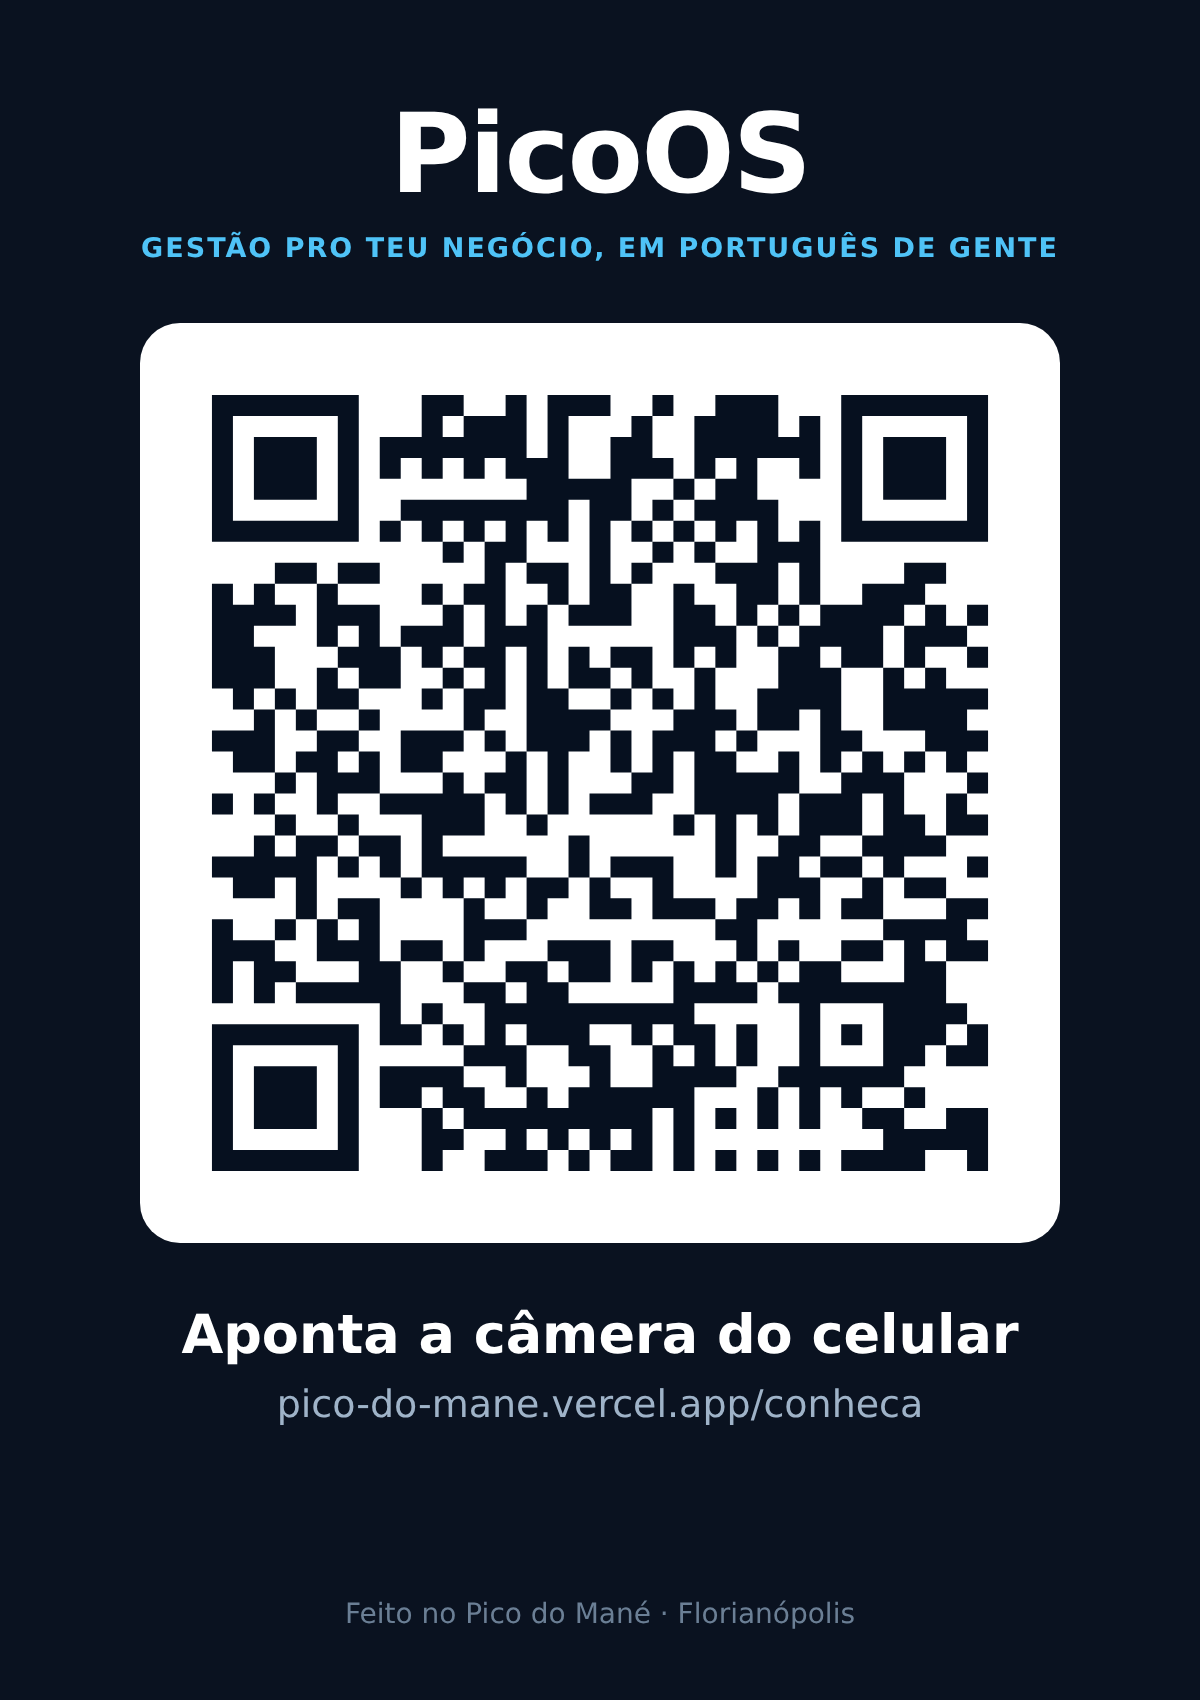 PicoOS
GESTÃO PRO TEU NEGÓCIO, EM PORTUGUÊS DE GENTE
Aponta a câmera do celular
pico-do-mane.vercel.app/conheca
Feito no Pico do Mané · Florianópolis